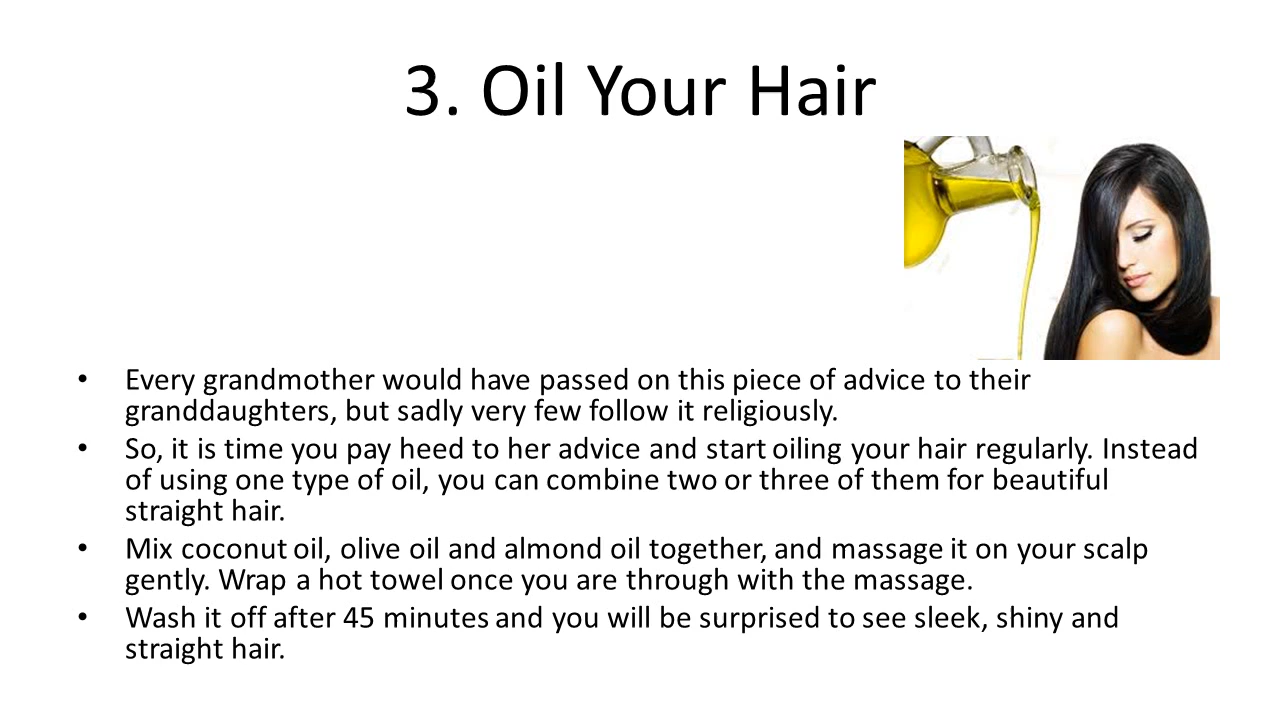 3. Oil Your Hair
• Every grandmother would have passed on this piece of advice to their
granddaughters, but sadly very few follow it religiously.
• So, it is time you pay heed to her advice and start oiling your hair regularly. Instead
of using one type of oil, you can combine two or three of them for beautiful
straight hair.
• Mix coconut oil, olive oil and almond oil together, and massage it on your scalp
gently. Wrap a hot towel once you are through with the massage.
• Wash it off after 45 minutes and you will be surprised to see sleek, shiny and
straight hair.